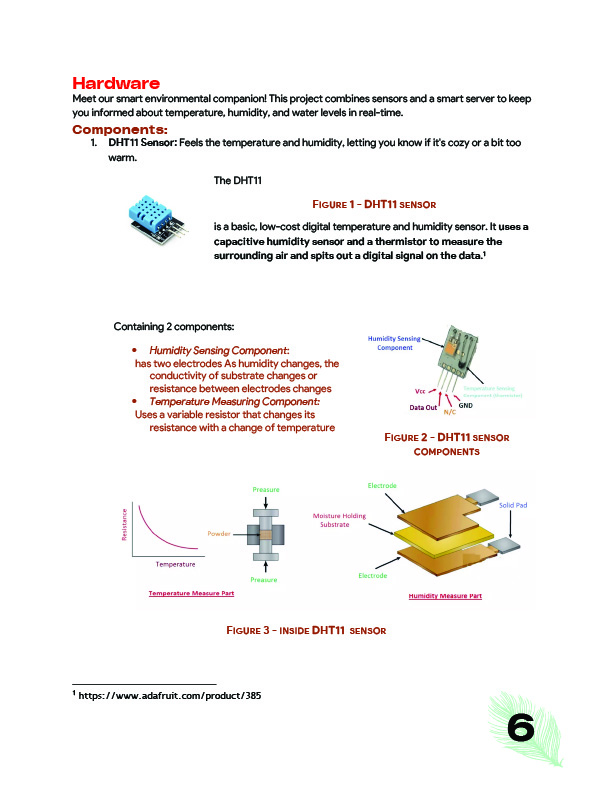 Hardware
Meet our smart environmental companion! This project combines sensors and a smart server to keep
you informed about temperature, humidity, and water levels in real-time.
Components:
1. DHT11 Sensor: Feels the temperature and humidity, letting you know if it's cozy or a bit too
warm.
The DHT11
FIGURE 1 - DHT11 SENSOR
is a basic, low-cost digital temperature and humidity sensor. It uses a
capacitive humidity sensor and a thermistor to measure the
surrounding air and spits out a digital signal on the data.¹
Containing 2 components:
• Humidity Sensing Component:
has two electrodes As humidity changes, the
conductivity of substrate changes or
resistance between electrodes changes
• Temperature Measuring Component:
Uses a variable resistor that changes its
resistance with a change of temperature
Humidity Sensing
Component
Temperature Sensing
Component (Thermistor)
Vcc
Data Out
N/C
GND
FIGURE 2 - DHT11 SENSOR
COMPONENTS
Resistance
Temperature
Preasure
Powder
Preasure
Temperature Measure Part
Electrode
Solid Pad
Moisture Holding
Substrate
Electrode
Humidity Measure Part
FIGURE 3 - INSIDE DHT11 SENSOR
¹ https://www.adafruit.com/product/385
6